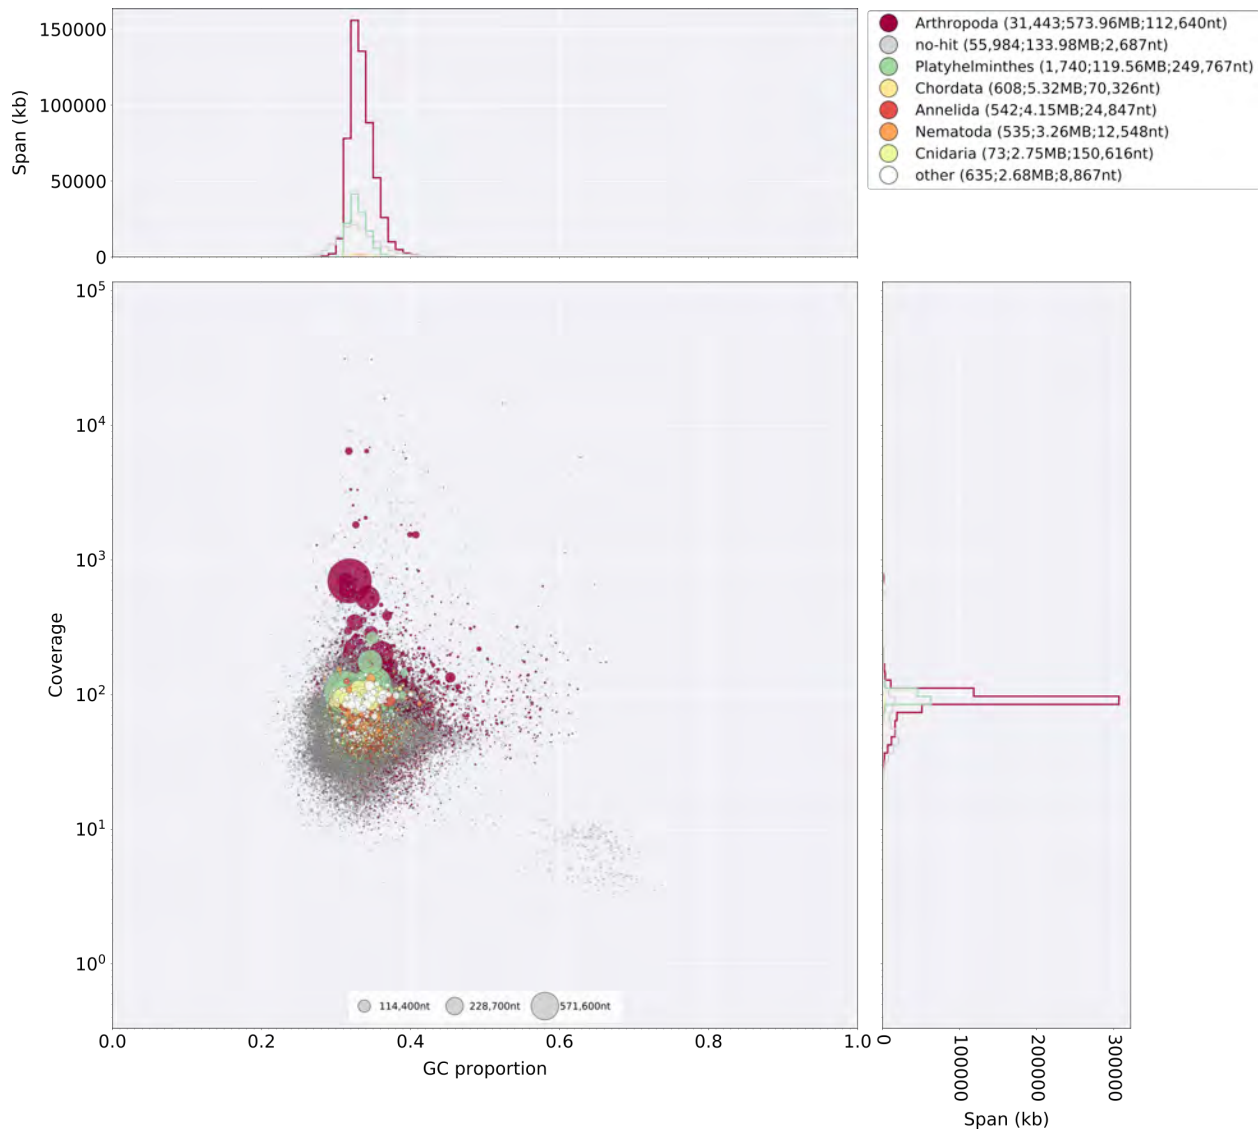 150000
100000
50000
0
Span (kb)
Arthropoda (31,443;573.96MB;112,640nt)
no-hit (55,984;133.98MB;2,687nt)
Platyhelminthes (1,740;119.56MB;249,767nt)
Chordata (608;5.32MB;70,326nt)
Annelida (542;4.15MB;24,847nt)
Nematoda (535;3.26MB;12,548nt)
Cnidaria (73;2.75MB;150,616nt)
other (635;2.68MB;8,867nt)
10⁵
10⁴
10³
10²
10¹
10⁰
Coverage
114,400nt 228,700nt 571,600nt
0.0 0.2 0.4 0.6 0.8 1.0
GC proportion
0 100000 200000 300000
Span (kb)